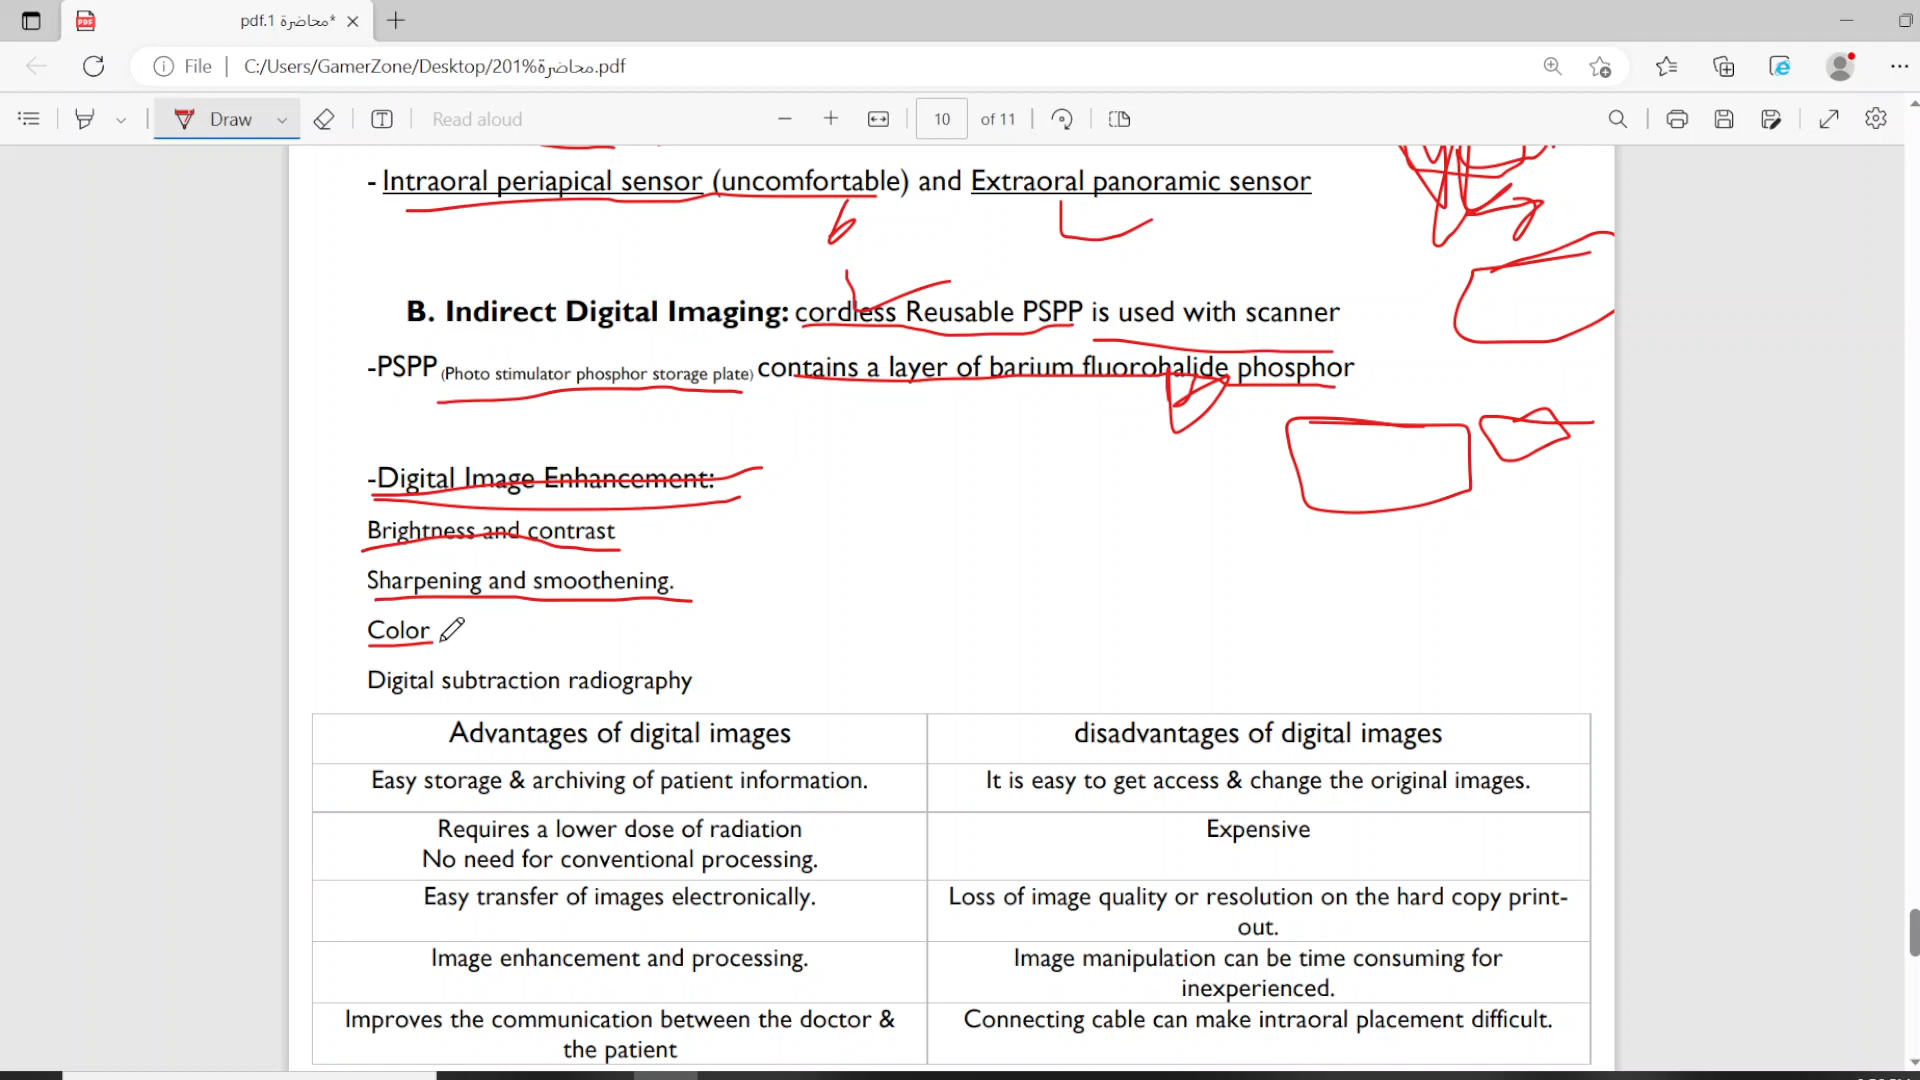 محاضرة 1.pdf*
File
C:/Users/GamerZone/Desktop/201%محاضرة.pdf
Draw
Read aloud
10 of 11
- Intraoral periapical sensor (uncomfortable) and Extraoral panoramic sensor
B. Indirect Digital Imaging: cordless Reusable PSPP is used with scanner
-PSPP (Photo stimulator phosphor storage plate) contains a layer of barium fluorohalide phosphor
-Digital Image Enhancement:
Brightness and contrast
Sharpening and smoothening.
Color
Digital subtraction radiography
Advantages of digital images
disadvantages of digital images
Easy storage & archiving of patient information.
It is easy to get access & change the original images.
Requires a lower dose of radiation
No need for conventional processing.
Expensive
Easy transfer of images electronically.
Loss of image quality or resolution on the hard copy print-
out.
Image enhancement and processing.
Image manipulation can be time consuming for
inexperienced.
Improves the communication between the doctor &
the patient
Connecting cable can make intraoral placement difficult.